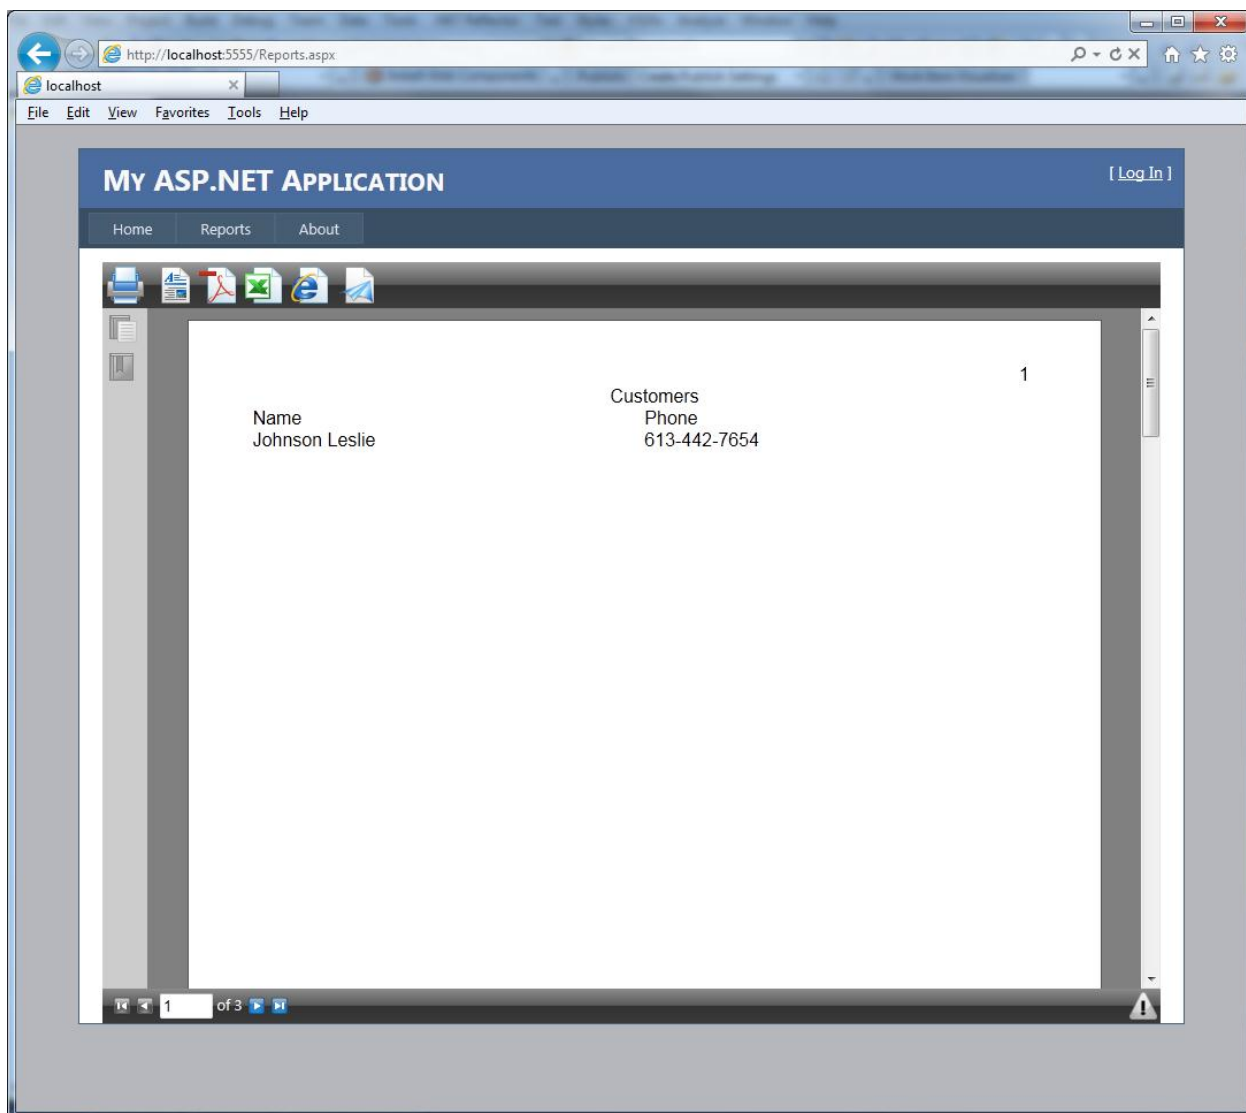 http://localhost:5555/Reports.aspx
localhost
File Edit View Favorites Tools Help
MY ASP.NET APPLICATION
[ Log In ]
Home Reports About
1
Customers
Name Phone
Johnson Leslie 613-442-7654
1 of 3